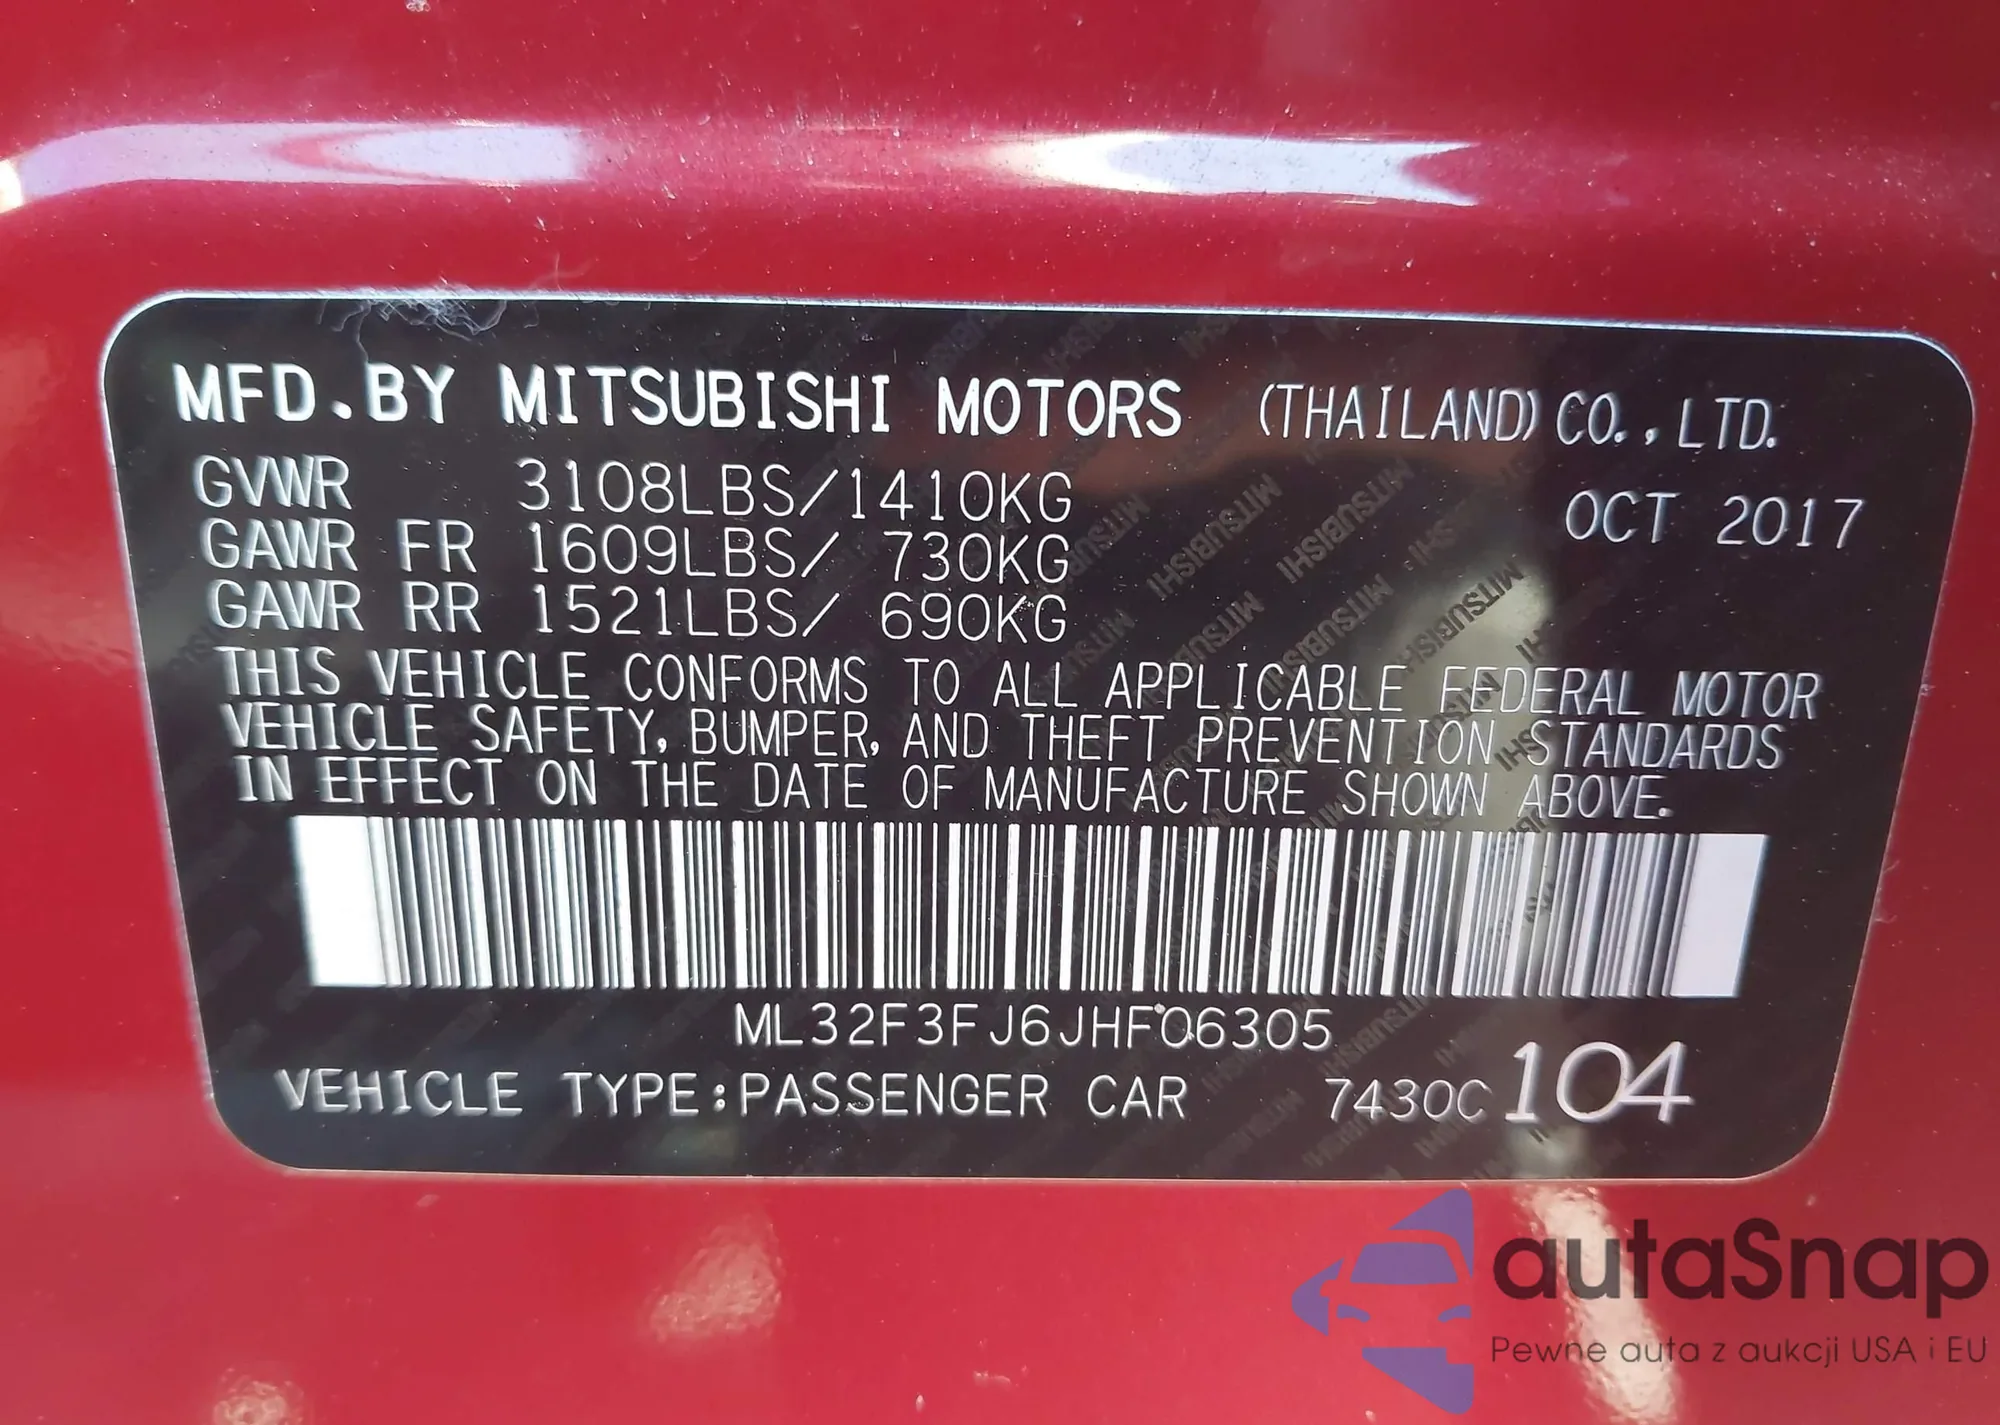 MFD.BY MITSUBISHI MOTORS (THAILAND) CO.,LTD.
GVWR 3108LBS/1410KG OCT 2017
GAWR FR 1609LBS/ 730KG
GAWR RR 1521LBS/ 690KG
THIS VEHICLE CONFORMS TO ALL APPLICABLE FEDERAL MOTOR
VEHICLE SAFETY, BUMPER, AND THEFT PREVENTION STANDARDS
IN EFFECT ON THE DATE OF MANUFACTURE SHOWN ABOVE.
ML32F3FJ6JHF06305
VEHICLE TYPE:PASSENGER CAR 7430C 104
autaSnap
Pewne auta z aukcji USA i EU